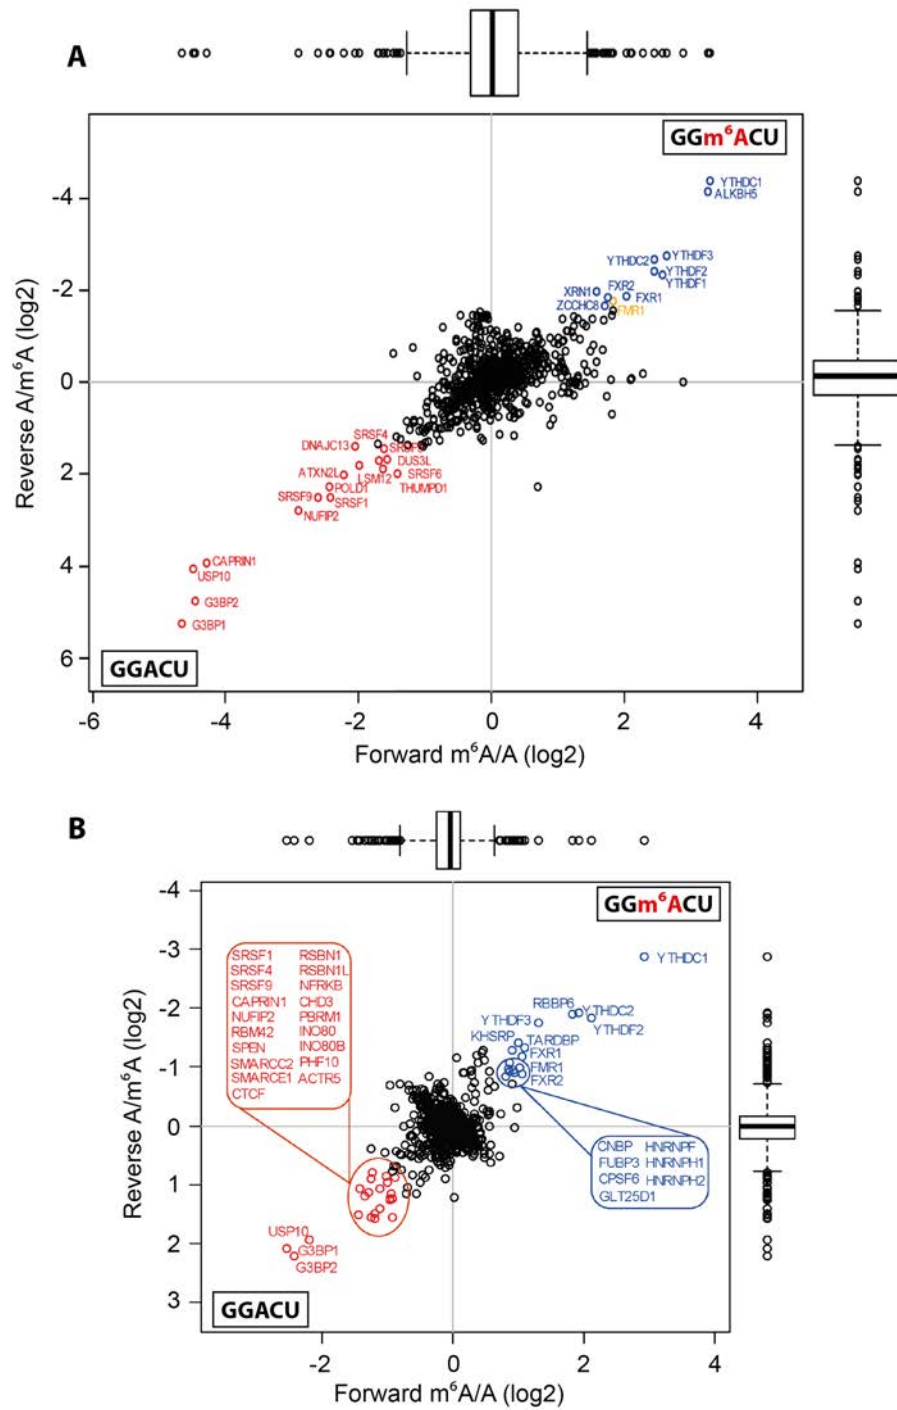 A
GGm⁶ACU
YTHDC1
ALKBH5
-4
YTHDF3
YTHDC2
YTHDF2
YTHDF1
-2
XRN1
FXR2
FXR1
ZCCHC8
FMR1
0
SRSF4
DNAJC13
DUS3L
2
ATXN2L
SRSF6
LSM12
POLD1
THUMPD1
SRSF9
SRSF1
NUFIP2
4
CAPRIN1
USP10
G3BP2
G3BP1
6
GGACU
Reverse A/m⁶A (log2)
-6 -4 -2 0 2 4
Forward m⁶A/A (log2)
B
-4
GGm⁶ACU
-3
YTHDC1
SRSF1 RSBN1
SRSF4 RSBN1L
SRSF9 NFRKB
CAPRIN1 CHD3
NUFIP2 PBRM1
RBM42 INO80
SPEN INO80B
SMARCC2 PHF10
SMARCE1 ACTR5
CTCF
-2
RBBP6
YTHDC2
YTHDF3
YTHDF2
KHSRP
TARDBP
-1
FXR1
FMR1
FXR2
0
CNBP HNRNPF
FUBP3 HNRNPH1
CPSF6 HNRNPH2
GLT25D1
1
USP10
2
G3BP1
G3BP2
3
GGACU
Reverse A/m⁶A (log2)
-2 0 2 4
Forward m⁶A/A (log2)